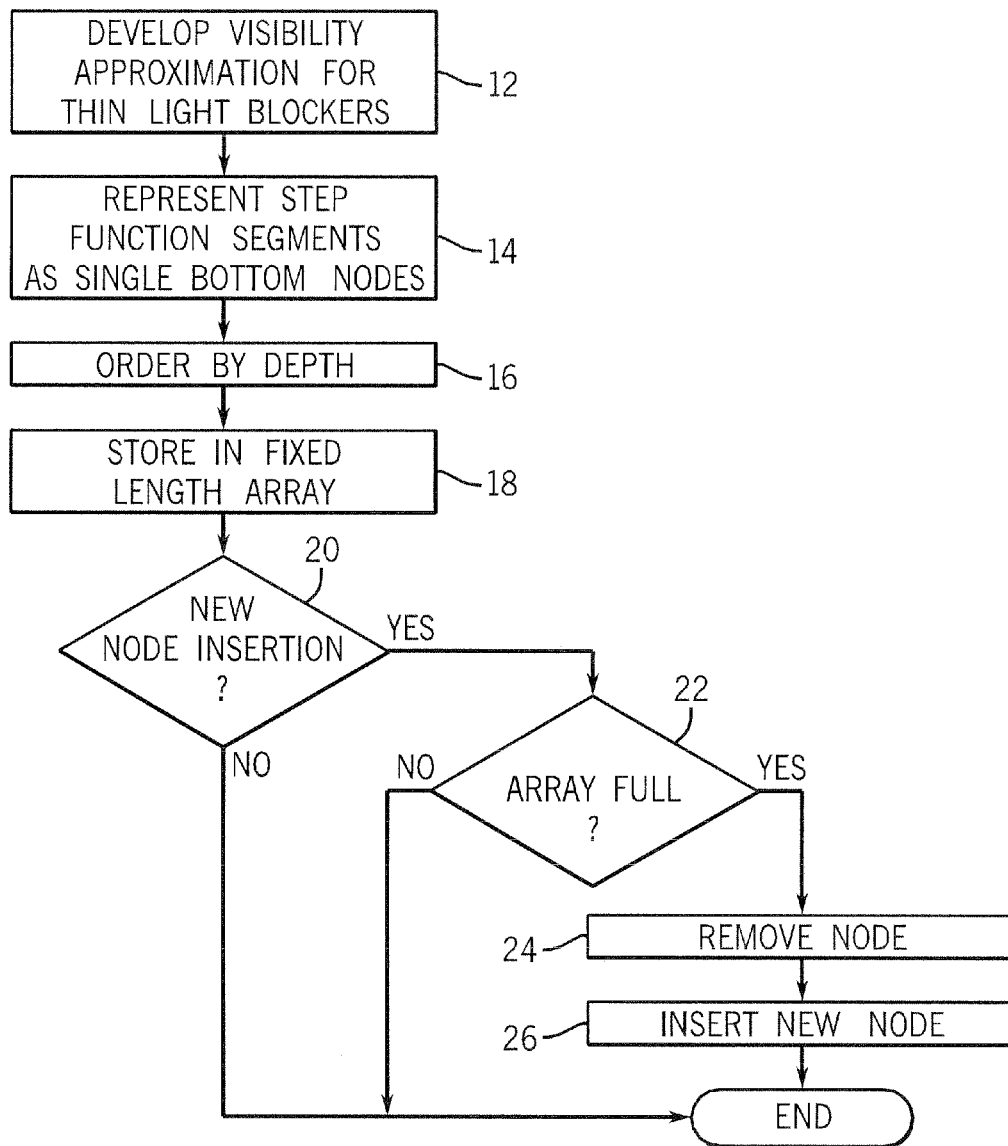 DEVELOP VISIBILITY
APPROXIMATION FOR
THIN LIGHT BLOCKERS
12
REPRESENT STEP
FUNCTION SEGMENTS
AS SINGLE BOTTOM NODES
14
ORDER BY DEPTH
16
STORE IN FIXED
LENGTH ARRAY
18
20
NEW
NODE INSERTION
?
YES
NO
22
ARRAY FULL
?
NO
YES
24
REMOVE NODE
26
INSERT NEW NODE
END